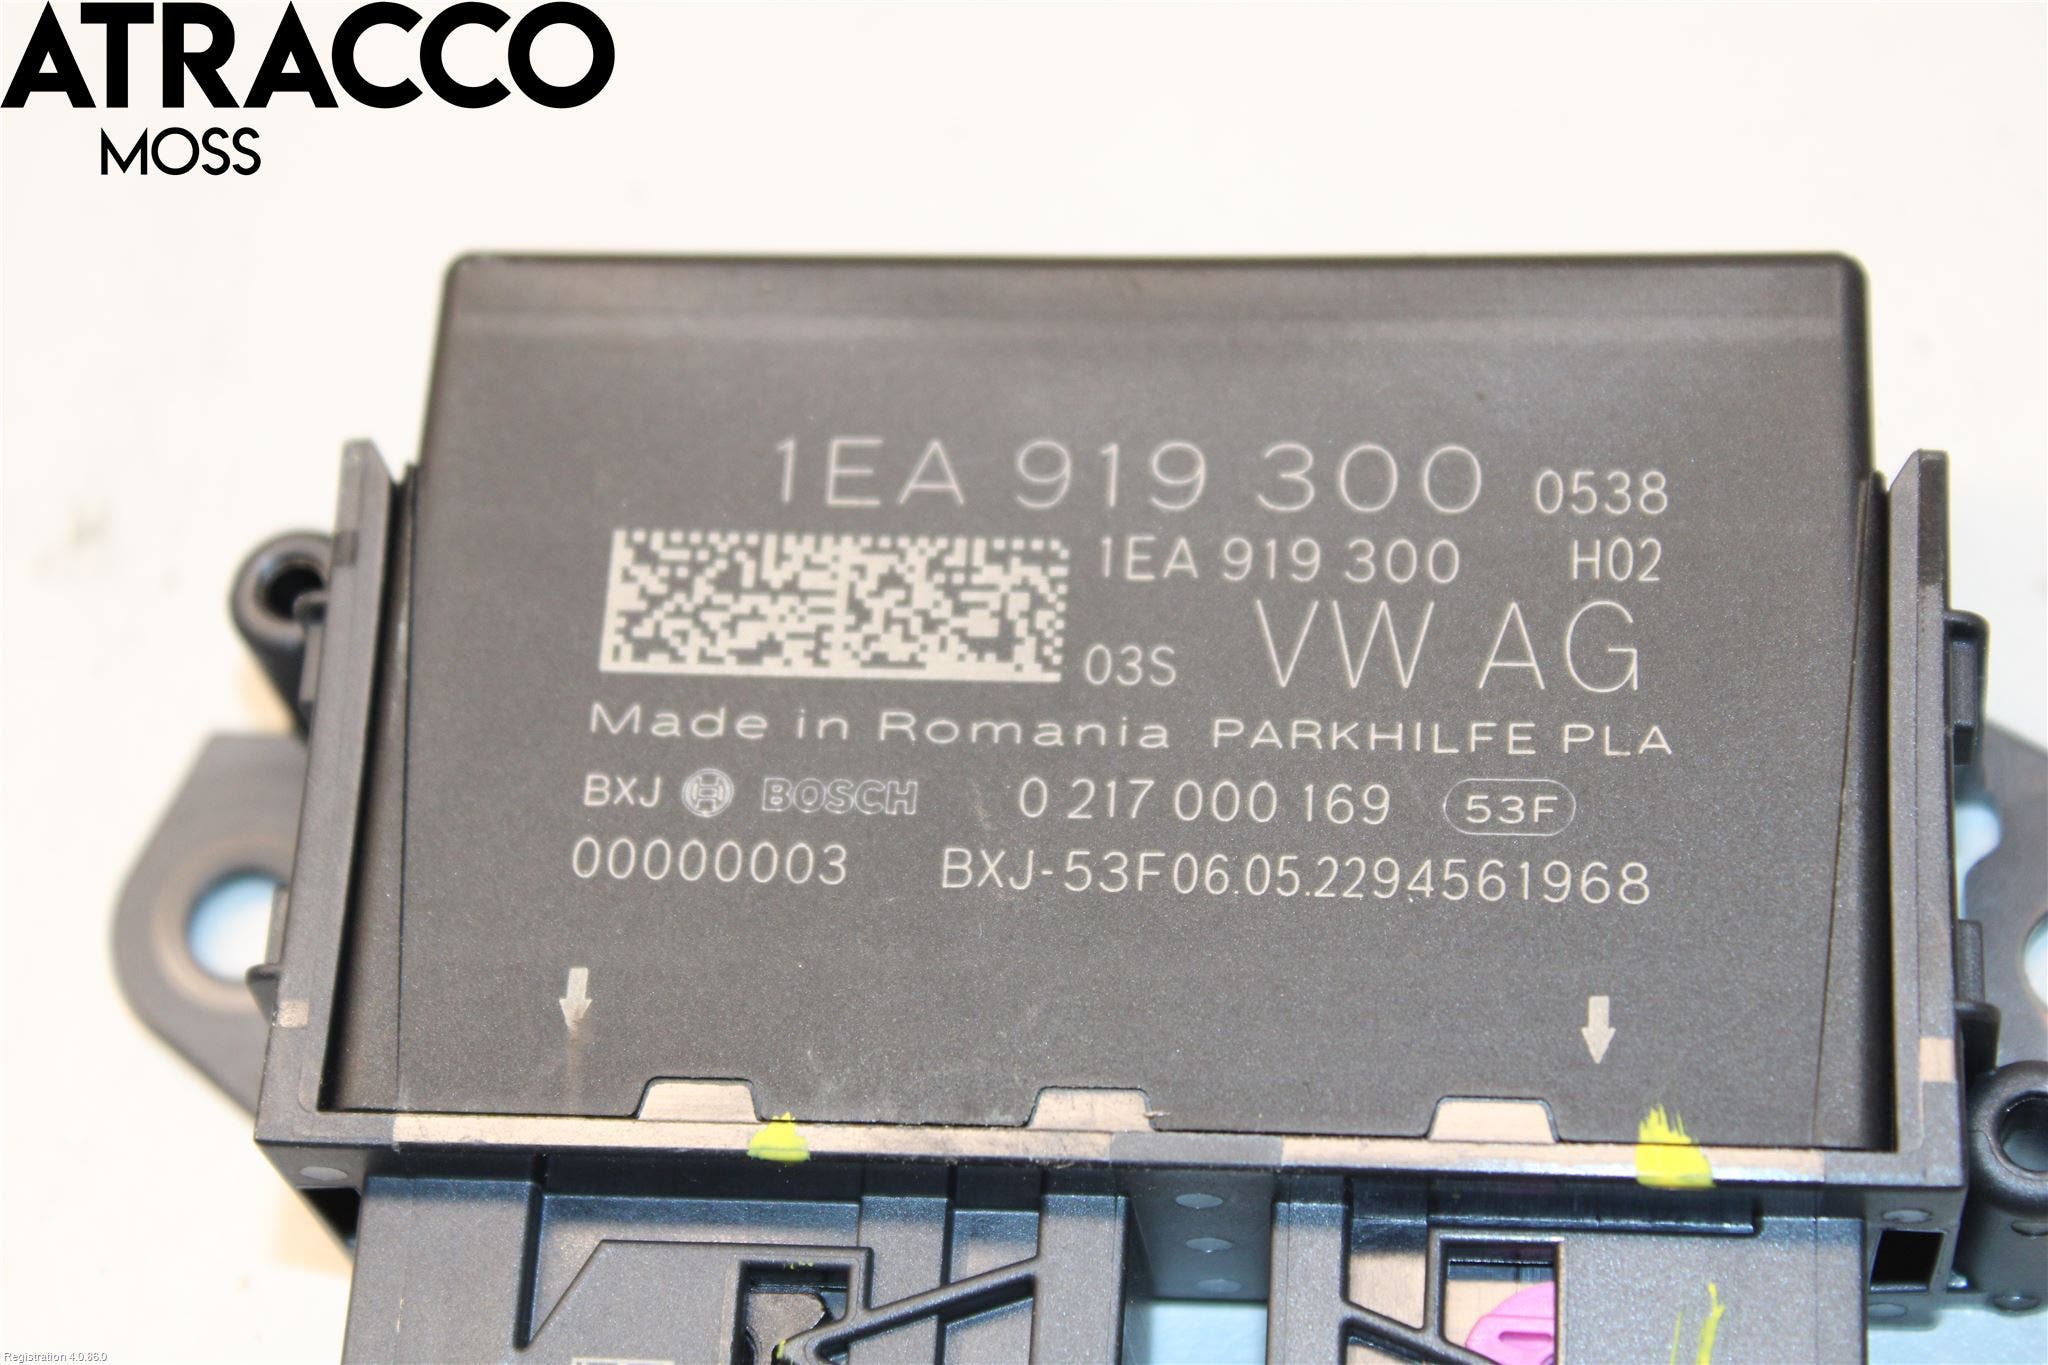 ATRACCO
MOSS
1EA 919 300 0538
1EA 919 300 H02
03S VW AG
Made in Romania PARKHILFE PLA
BXJ BOSCH 0 217 000 169 53F
00000003 BXJ-53F06.05.2294561968
Registration 4.0.86.0